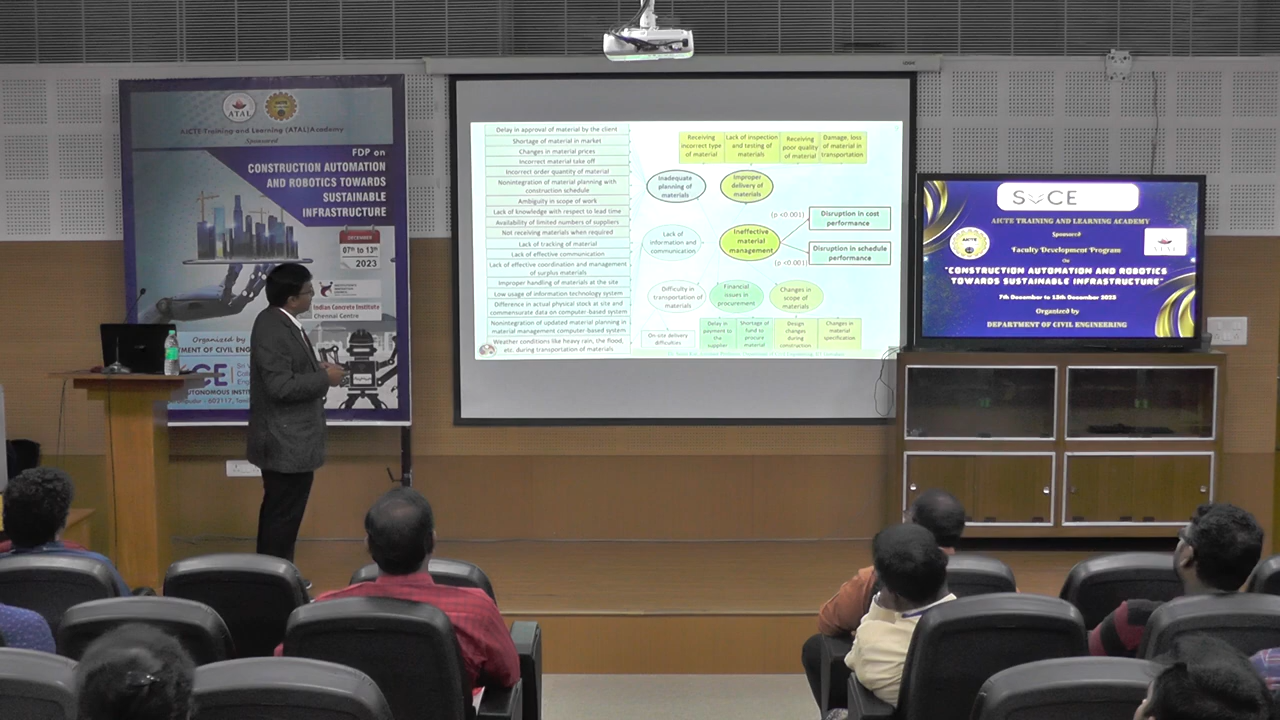 ATAL
AICTE
AICTE Training and Learning (ATAL) Academy
Sponsored
FDP on
CONSTRUCTION AUTOMATION
AND ROBOTICS TOWARDS
SUSTAINABLE
INFRASTRUCTURE
DECEMBER
07th to 13th
2023
Indian Concrete Institute
Chennai Centre
Organized by
MENT OF CIVIL
CE
AUTONOMOUS INSTIT
602117
Delay in approval of material by the client
Shortage of material in market
Changes in material prices
Incorrect material take off
Incorrect order quantity of material
Nonintegration of material planning with
construction schedule
Ambiguity in scope of work
Lack of knowledge with respect to lead time
Availability of limited numbers of suppliers
Not receiving materials when required
Lack of tracking of material
Lack of effective communication
Lack of effective coordination and management
of surplus materials
Improper handling of materials at the site
Low usage of information technology system
Difference in actual physical stock at site and
commensurate data on computer-based system
Nonintegration of updated material planning in
material management computer based system
Weather conditions like heavy rain, the flood,
etc. during transportation of materials
Receiving
incorrect type
of material
Lack of inspection
and testing of
materials
Receiving
poor quality
of material
Damage, loss
of material in
transportation
Inadequate
planning of
materials
Improper
delivery of
materials
Lack of
information and
communication
Ineffective
material
management
(p <0.001)
Disruption in cost
performance
Disruption in schedule
performance
(p <0.001)
Difficulty in
transportation of
materials
Financial
issues in
procurement
Changes in
scope of
materials
On-site delivery
difficulties
Delay in
payment to
the
supplier
Shortage of
fund to
procure
material
Design
changes
during
construction
Changes in
material
specification
SVCE
AICTE TRAINING AND LEARNING ACADEMY
Sponsored
Faculty Development Program
On
"CONSTRUCTION AUTOMATION AND ROBOTICS
TOWARDS SUSTAINABLE INFRASTRUCTURE"
7th December to 13th December 2023
Organized by
DEPARTMENT OF CIVIL ENGINEERING
AICTE
ATAL